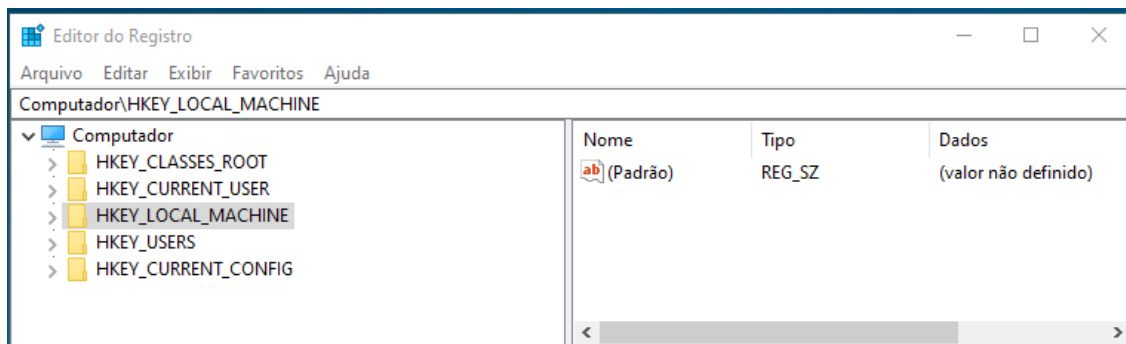 Editor do Registro
Arquivo Editar Exibir Favoritos Ajuda
Computador\HKEY_LOCAL_MACHINE
Computador
HKEY_CLASSES_ROOT
HKEY_CURRENT_USER
HKEY_LOCAL_MACHINE
HKEY_USERS
HKEY_CURRENT_CONFIG
Nome Tipo Dados
ab (Padrão) REG_SZ (valor não definido)